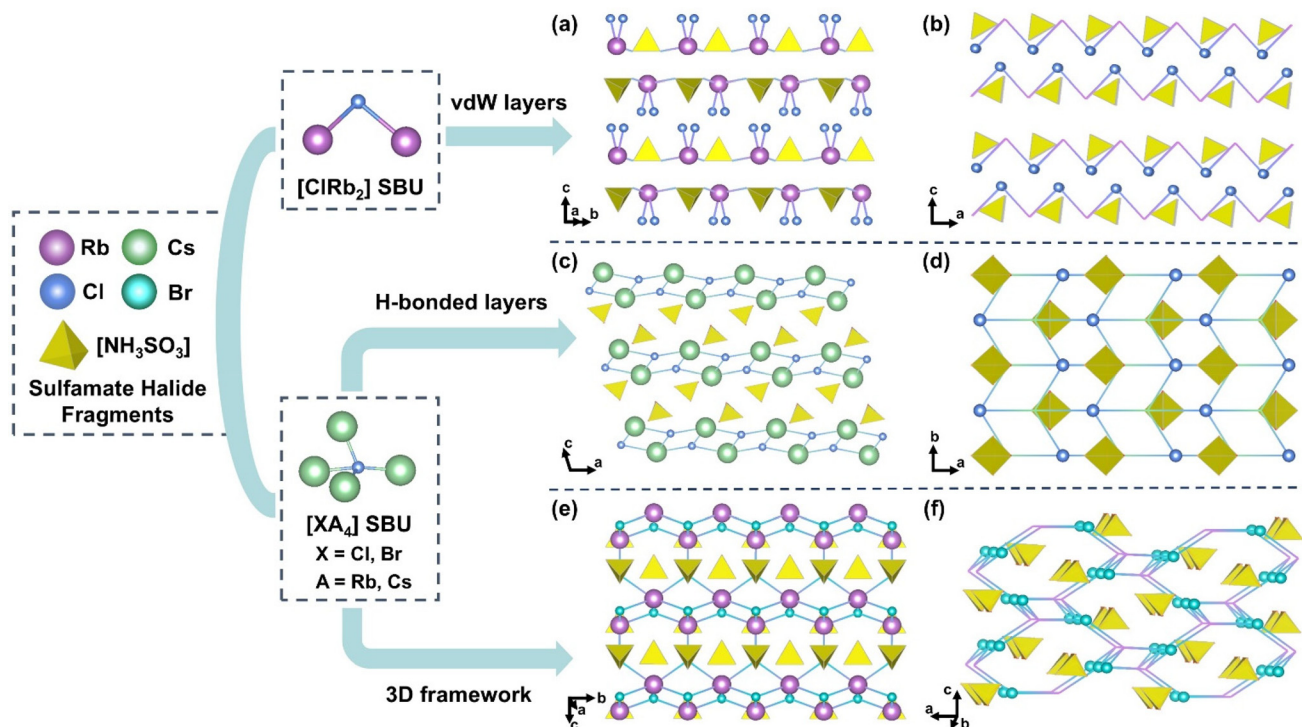 Rb
Cs
Cl
Br
[NH₃SO₃]
Sulfamate Halide
Fragments
[ClRb₂] SBU
vdW layers
H-bonded layers
[XA₄] SBU
X = Cl, Br
A = Rb, Cs
3D framework
(a)
c
a
b
(b)
c
a
(c)
c
a
(d)
b
a
(e)
b
a
c
(f)
c
a
b